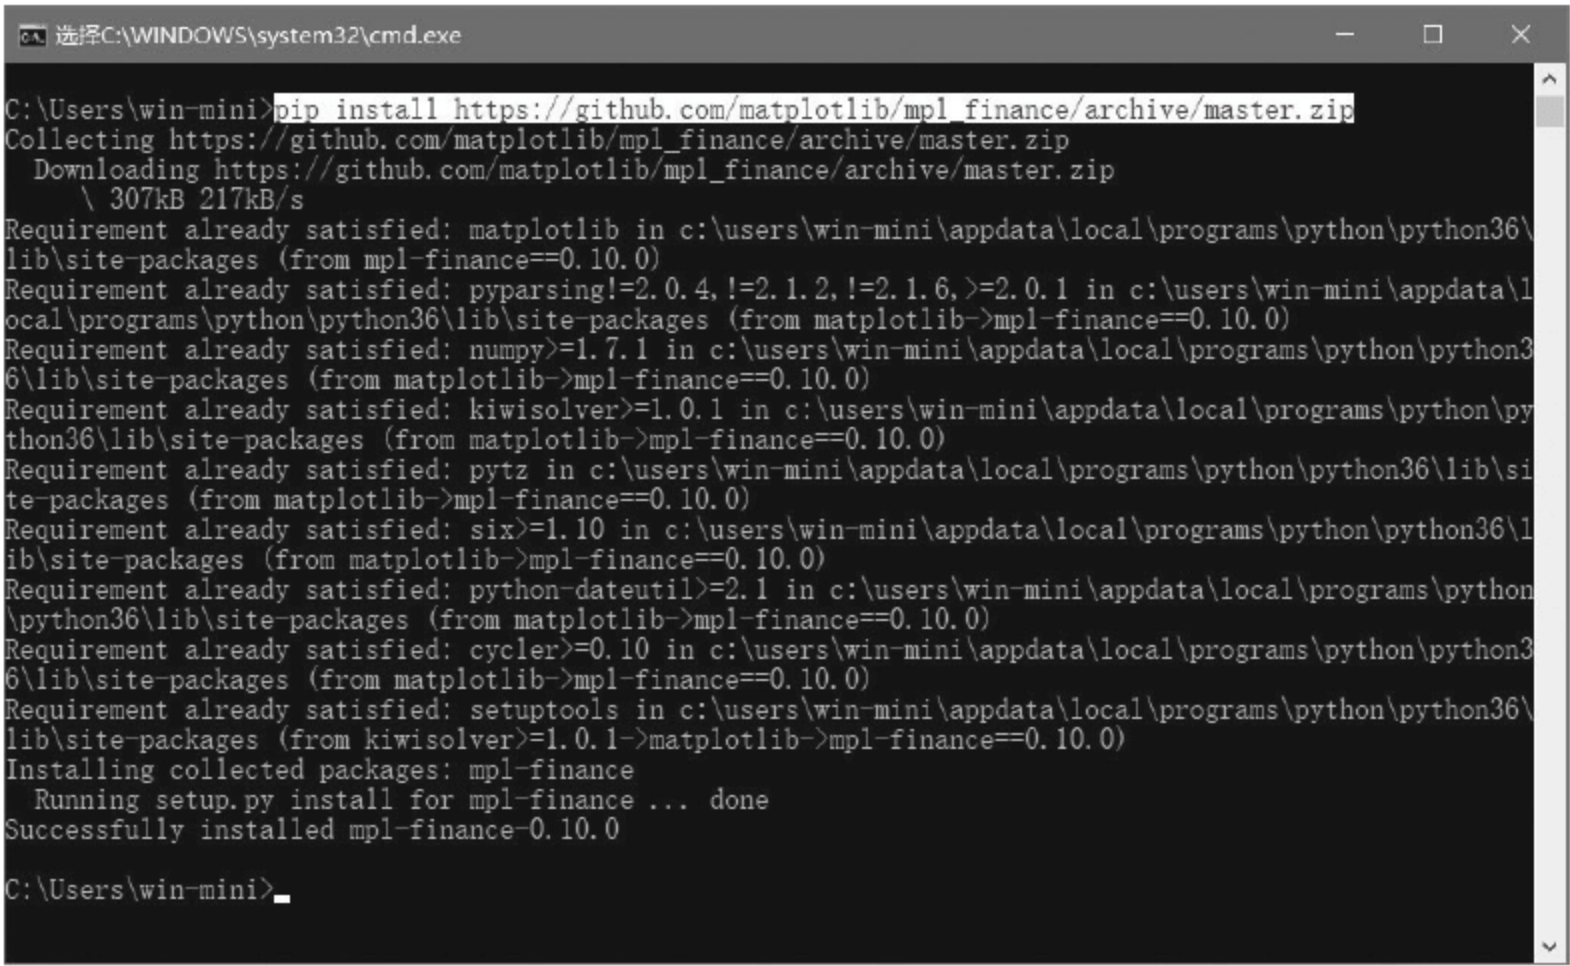 选择C:\WINDOWS\system32\cmd.exe
C:\Users\win-mini>pip install https://github.com/matplotlib/mpl_finance/archive/master.zip
Collecting https://github.com/matplotlib/mpl_finance/archive/master.zip
  Downloading https://github.com/matplotlib/mpl_finance/archive/master.zip
     \ 307kB 217kB/s
Requirement already satisfied: matplotlib in c:\users\win-mini\appdata\local\programs\python\python36\
lib\site-packages (from mpl-finance==0.10.0)
Requirement already satisfied: pyparsing!=2.0.4,!=2.1.2,!=2.1.6,>=2.0.1 in c:\users\win-mini\appdata\l
ocal\programs\python\python36\lib\site-packages (from matplotlib->mpl-finance==0.10.0)
Requirement already satisfied: numpy>=1.7.1 in c:\users\win-mini\appdata\local\programs\python\python3
6\lib\site-packages (from matplotlib->mpl-finance==0.10.0)
Requirement already satisfied: kiwisolver>=1.0.1 in c:\users\win-mini\appdata\local\programs\python\py
thon36\lib\site-packages (from matplotlib->mpl-finance==0.10.0)
Requirement already satisfied: pytz in c:\users\win-mini\appdata\local\programs\python\python36\lib\si
te-packages (from matplotlib->mpl-finance==0.10.0)
Requirement already satisfied: six>=1.10 in c:\users\win-mini\appdata\local\programs\python\python36\l
ib\site-packages (from matplotlib->mpl-finance==0.10.0)
Requirement already satisfied: python-dateutil>=2.1 in c:\users\win-mini\appdata\local\programs\python
\python36\lib\site-packages (from matplotlib->mpl-finance==0.10.0)
Requirement already satisfied: cycler>=0.10 in c:\users\win-mini\appdata\local\programs\python\python3
6\lib\site-packages (from matplotlib->mpl-finance==0.10.0)
Requirement already satisfied: setuptools in c:\users\win-mini\appdata\local\programs\python\python36\
lib\site-packages (from kiwisolver>=1.0.1->matplotlib->mpl-finance==0.10.0)
Installing collected packages: mpl-finance
  Running setup.py install for mpl-finance ... done
Successfully installed mpl-finance-0.10.0
C:\Users\win-mini>